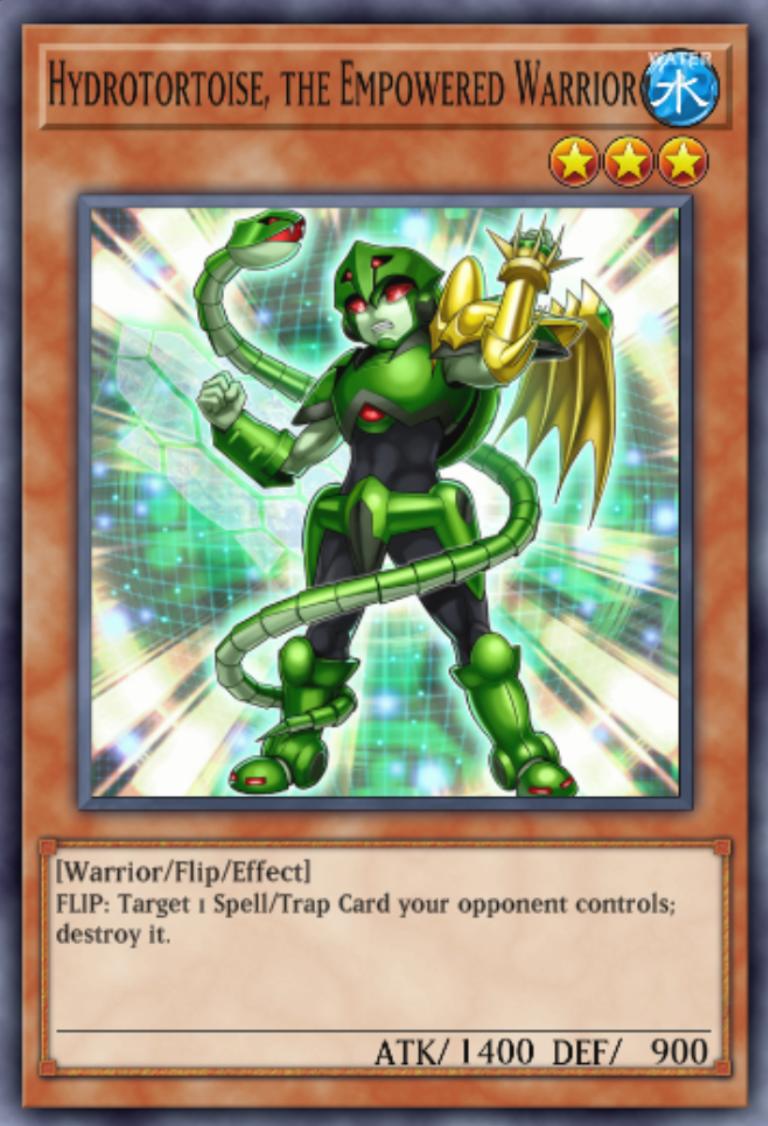 HYDROTORTOISE, THE EMPOWERED WARRIOR
WATER
水
[Warrior/Flip/Effect]
FLIP: Target 1 Spell/Trap Card your opponent controls;
destroy it.
ATK/ 1400 DEF/ 900